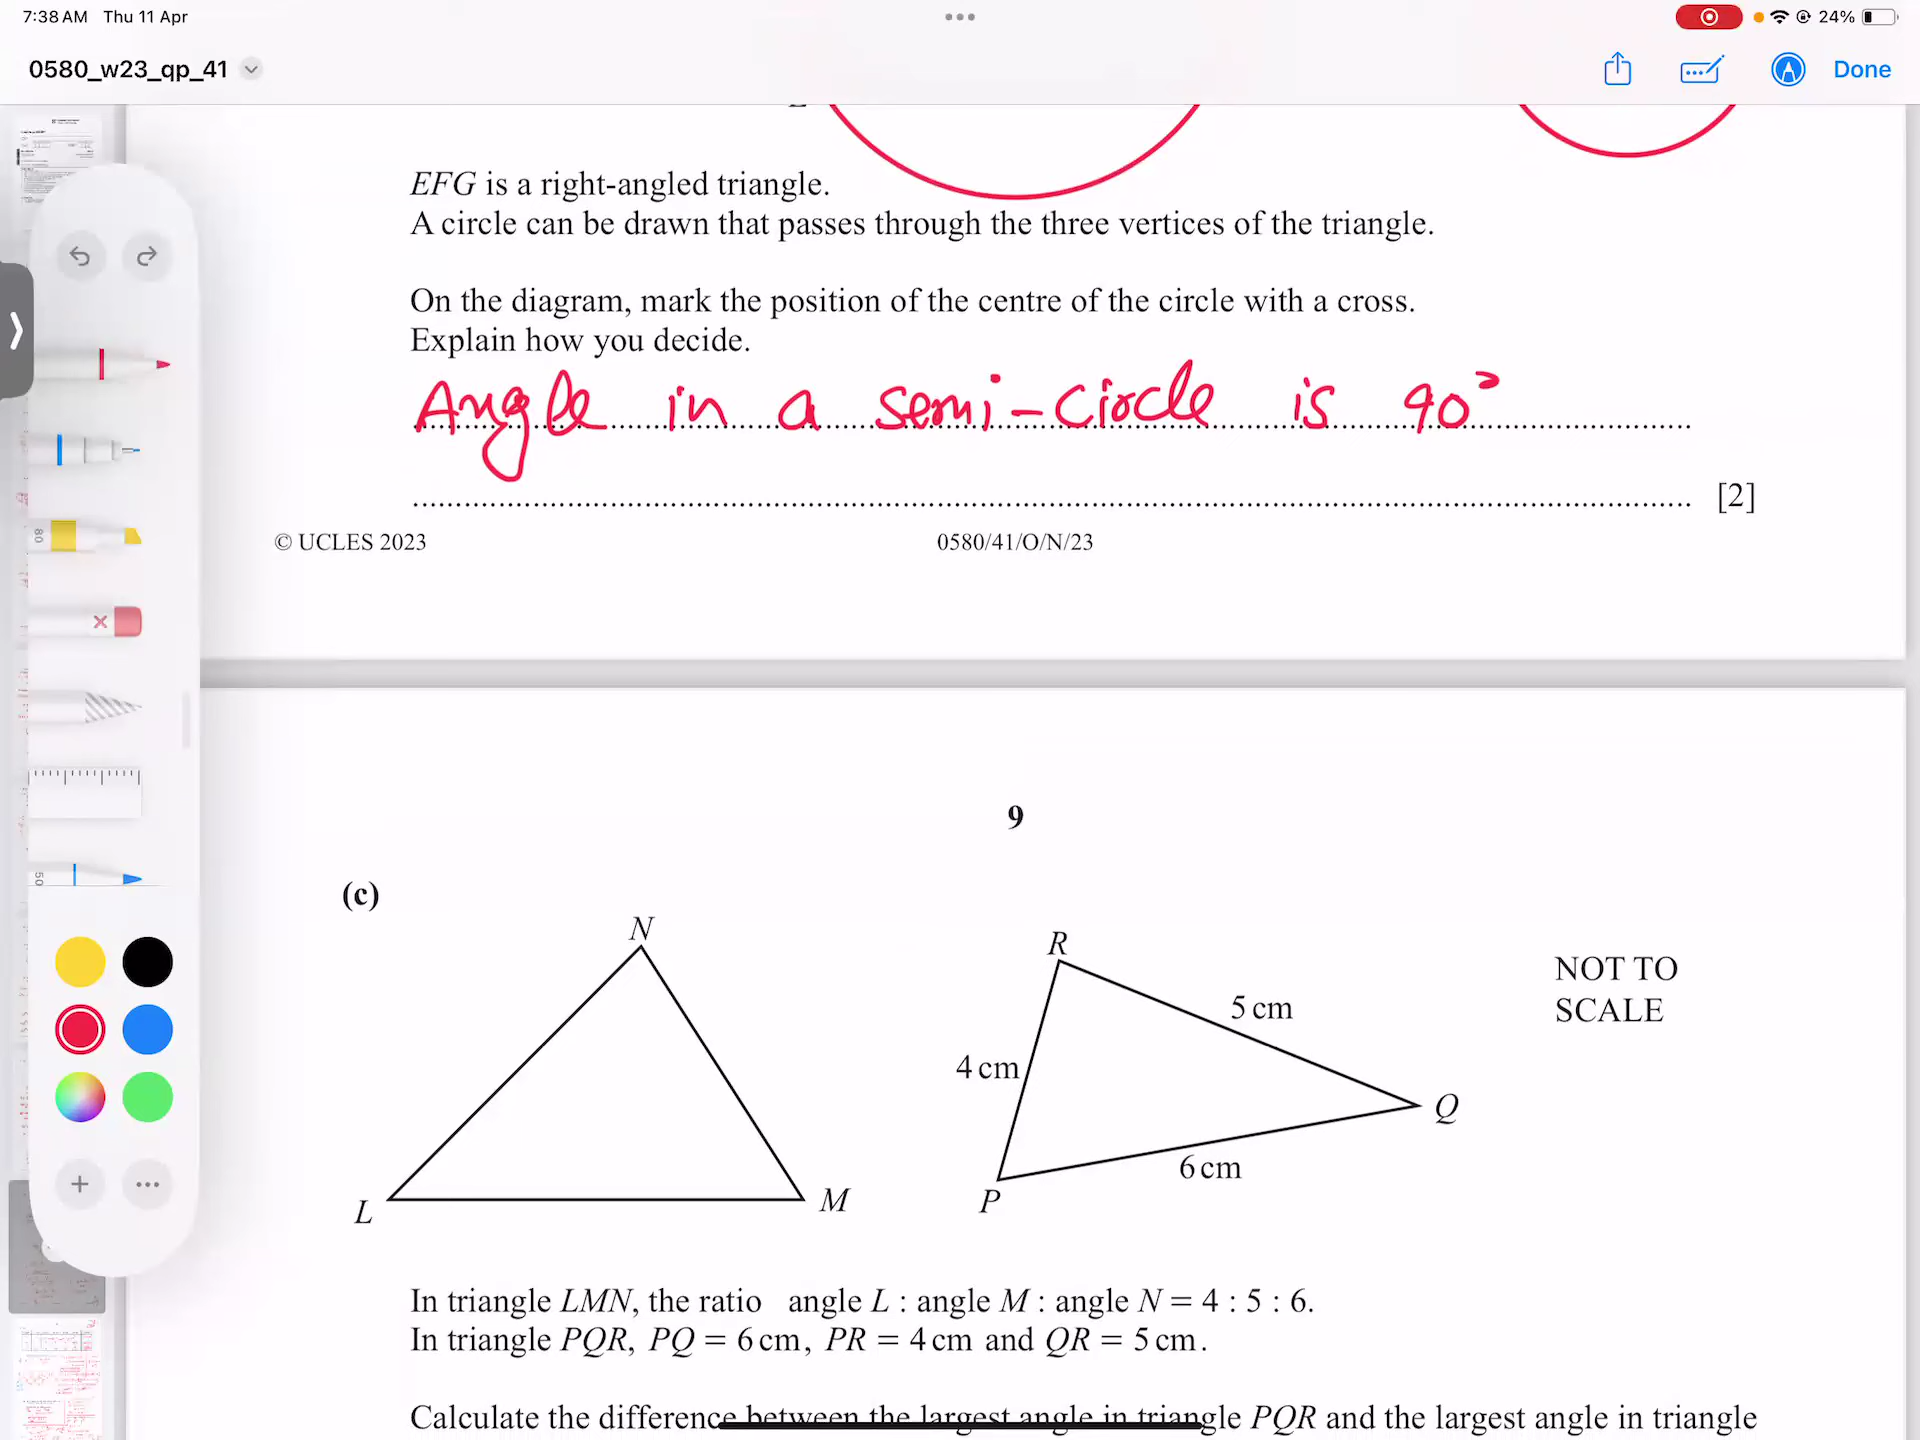 7:38 AM Thu 11 Apr
24%
0580_w23_qp_41
Done
EFG is a right-angled triangle.
A circle can be drawn that passes through the three vertices of the triangle.
On the diagram, mark the position of the centre of the circle with a cross.
Explain how you decide.
Angle in a semi-circle is 90°
[2]
© UCLES 2023
0580/41/O/N/23
80
50
9
(c)
N
L
M
R
5 cm
4 cm
Q
6 cm
P
NOT TO
SCALE
In triangle LMN, the ratio angle L : angle M : angle N = 4 : 5 : 6.
In triangle PQR, PQ = 6 cm, PR = 4 cm and QR = 5 cm.
Calculate the difference between the largest angle in triangle PQR and the largest angle in triangle